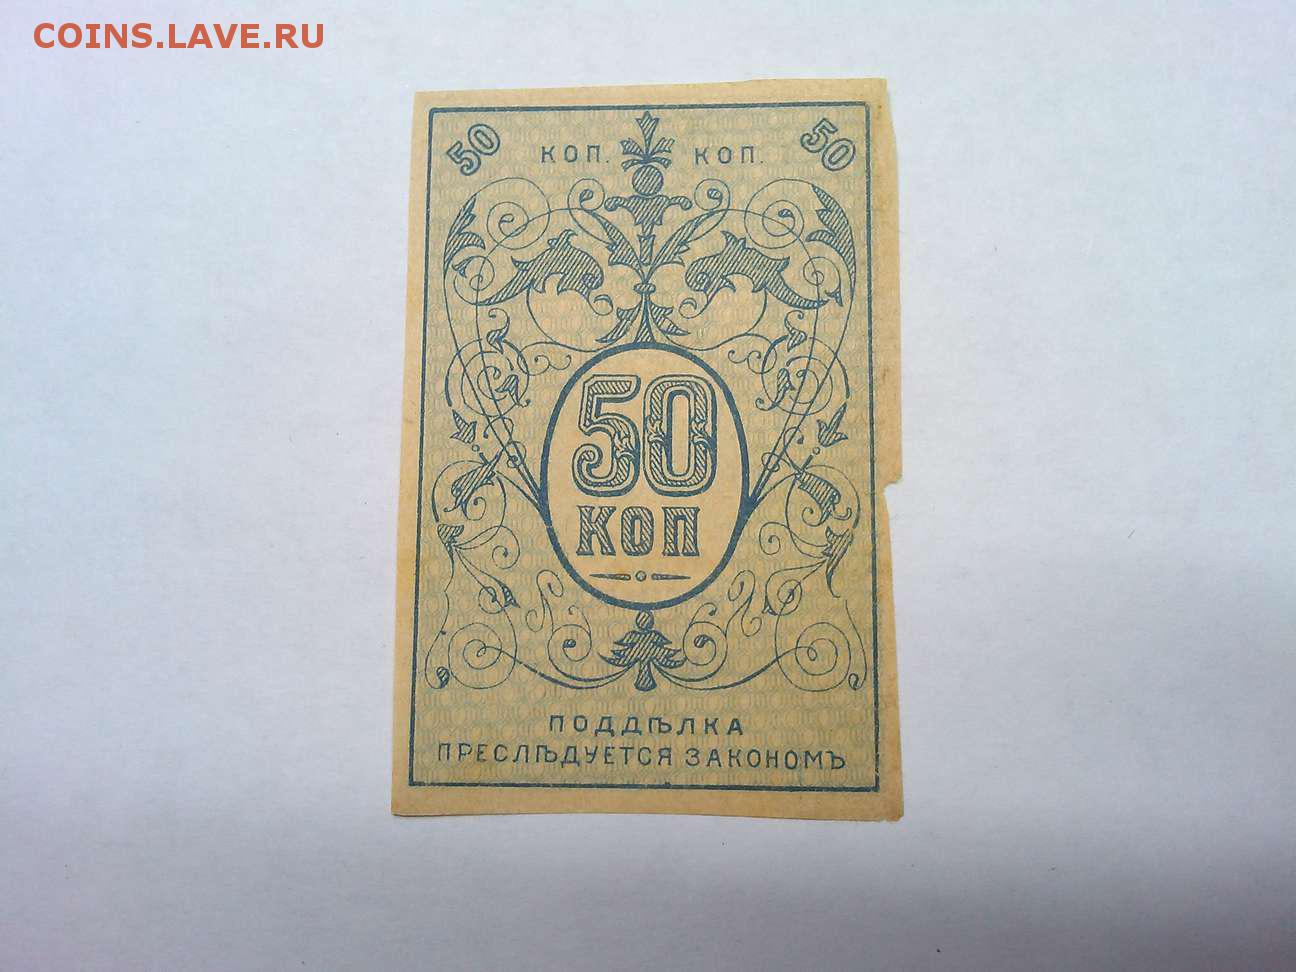 COINS.LAVE.RU
50 КОП. КОП. 50
50
КОП
ПОДДѢЛКА
ПРЕСЛѢДУЕТСЯ ЗАКОНОМЪ